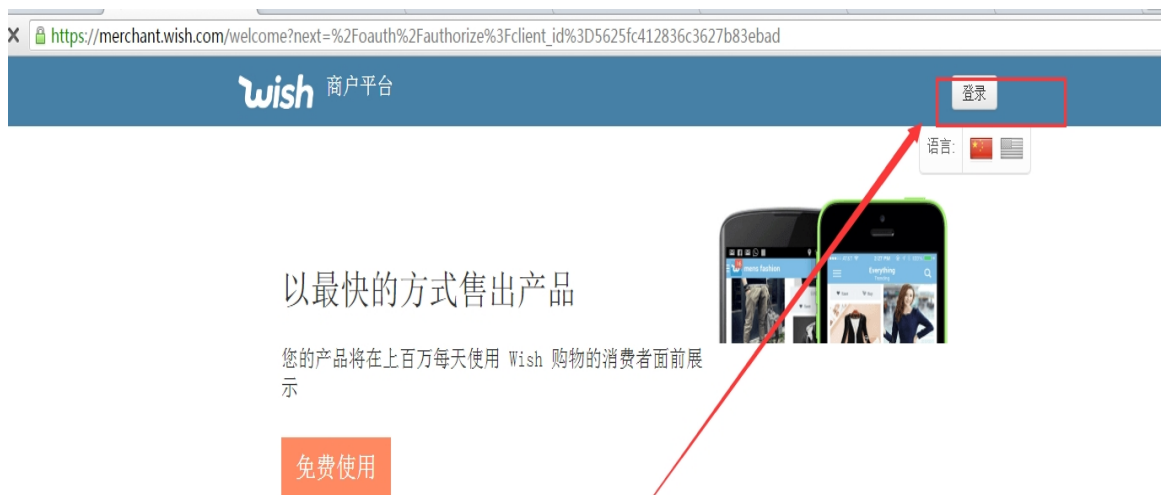 https://merchant.wish.com/welcome?next=%2Foauth%2Fauthorize%3Fclient_id%3D5625fc412836c3627b83ebad
wish 商户平台
登录
语言:
以最快的方式售出产品
您的产品将在上百万每天使用 Wish 购物的消费者面前展
示
免费使用
mens fashion
Everything